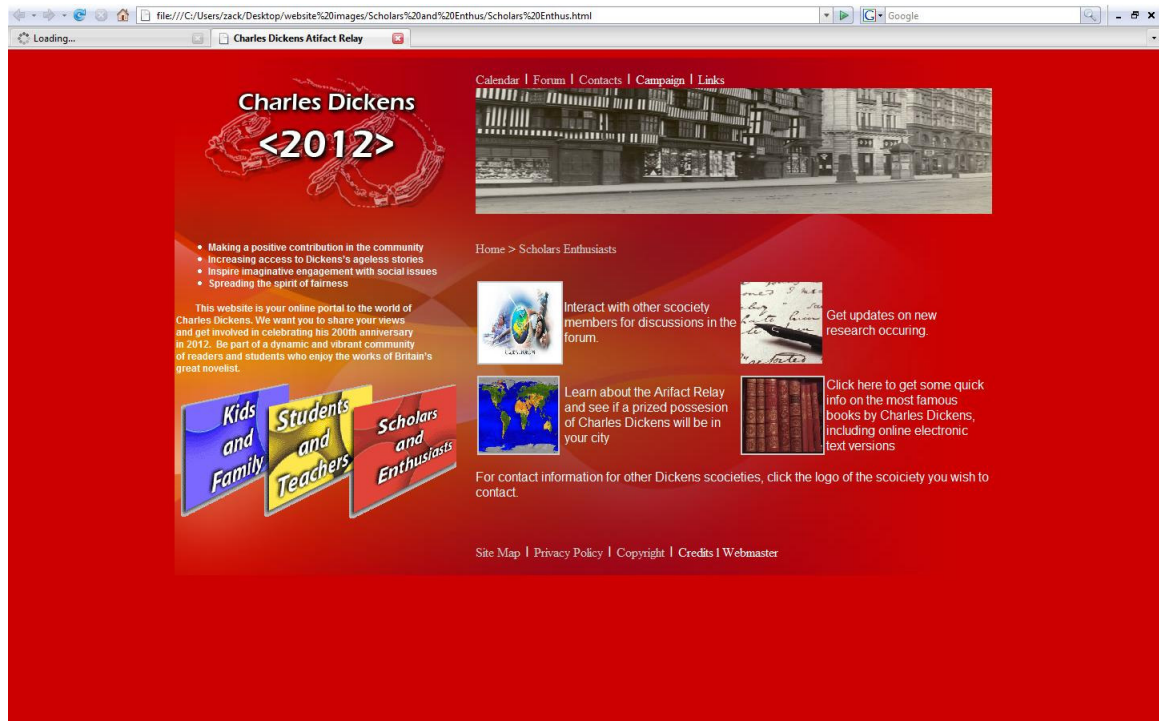 file:///C:/Users/zack/Desktop/website%20images/Scholars%20and%20Enthus/Scholars%20Enthus.html
Google
Loading...
Charles Dickens Atifact Relay
Charles Dickens
<2012>
Calendar | Forum | Contacts | Campaign | Links
Making a positive contribution in the community
Increasing access to Dickens's ageless stories
Inspire imaginative engagement with social issues
Spreading the spirit of fairness
This website is your online portal to the world of
Charles Dickens. We want you to share your views
and get involved in celebrating his 200th anniversary
in 2012. Be part of a dynamic and vibrant community
of readers and students who enjoy the works of Britain's
great novelist.
Kids
and
Family
Students
and
Teachers
Scholars
and
Enthusiasts
Home > Scholars Enthusiasts
Interact with other scociety
members for discussions in the
forum.
Get updates on new
research occuring.
Learn about the Arifact Relay
and see if a prized possesion
of Charles Dickens will be in
your city
Click here to get some quick
info on the most famous
books by Charles Dickens,
including online electronic
text versions
For contact information for other Dickens scocieties, click the logo of the scoiciety you wish to
contact.
Site Map | Privacy Policy | Copyright | Credits I Webmaster